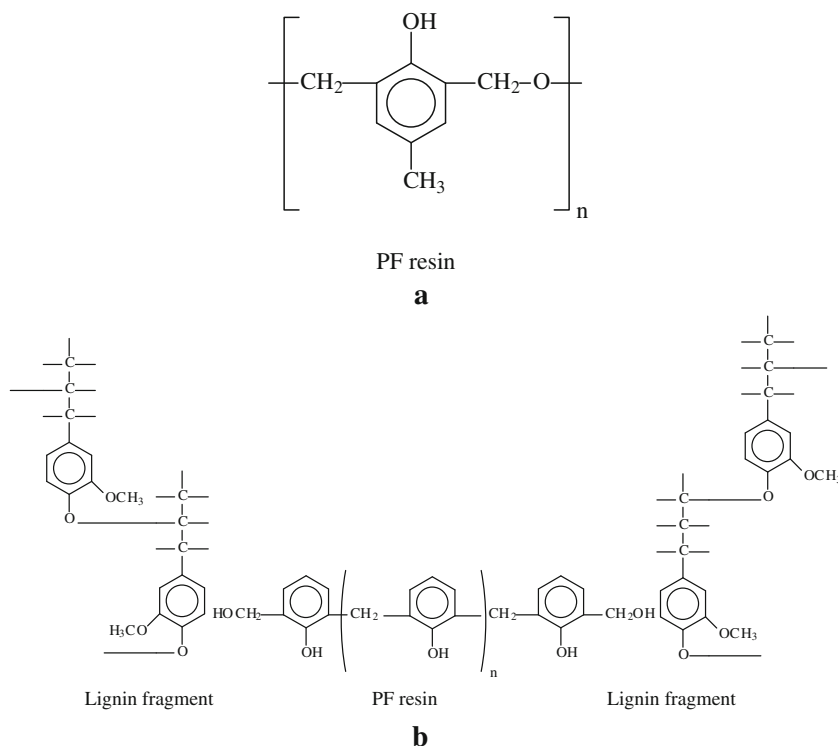 OH
CH2 CH2 O
CH3
n
PF resin
a
C C
C C
C C
OCH3 OCH3
O C C O
C C
C C
HOCH2 CH2 CH2 CH2OH
H3CO OCH3
O OH OH OH O
n
Lignin fragment PF resin Lignin fragment
b